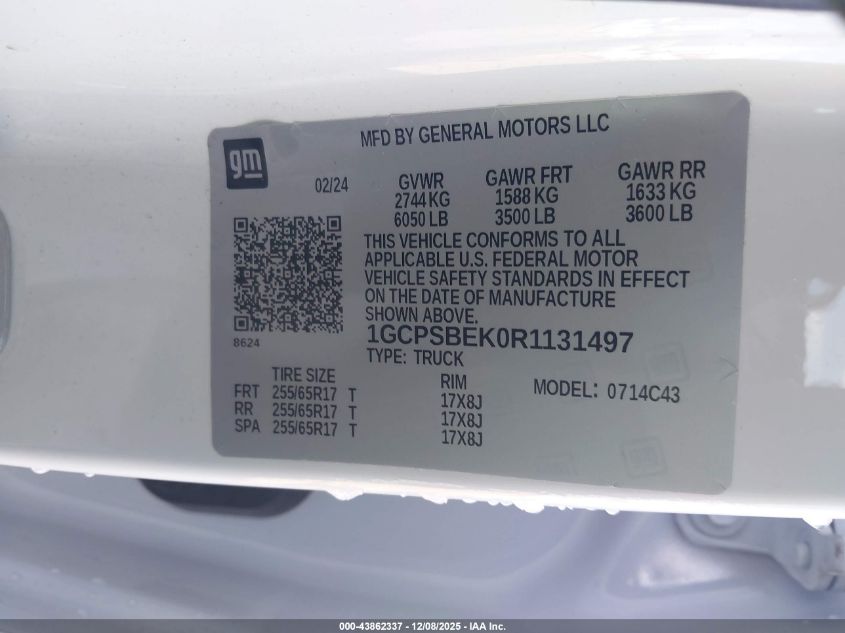 gm
MFD BY GENERAL MOTORS LLC
02/24
GVWR GAWR FRT GAWR RR
2744 KG 1588 KG 1633 KG
6050 LB 3500 LB 3600 LB
THIS VEHICLE CONFORMS TO ALL
APPLICABLE U.S. FEDERAL MOTOR
VEHICLE SAFETY STANDARDS IN EFFECT
ON THE DATE OF MANUFACTURE
SHOWN ABOVE.
8624
1GCPSBEK0R1131497
TYPE: TRUCK
TIRE SIZE RIM
MODEL: 0714C43
FRT 255/65R17 T 17X8J
RR 255/65R17 T 17X8J
SPA 255/65R17 T 17X8J
000-43862337 - 12/08/2025 - IAA Inc.